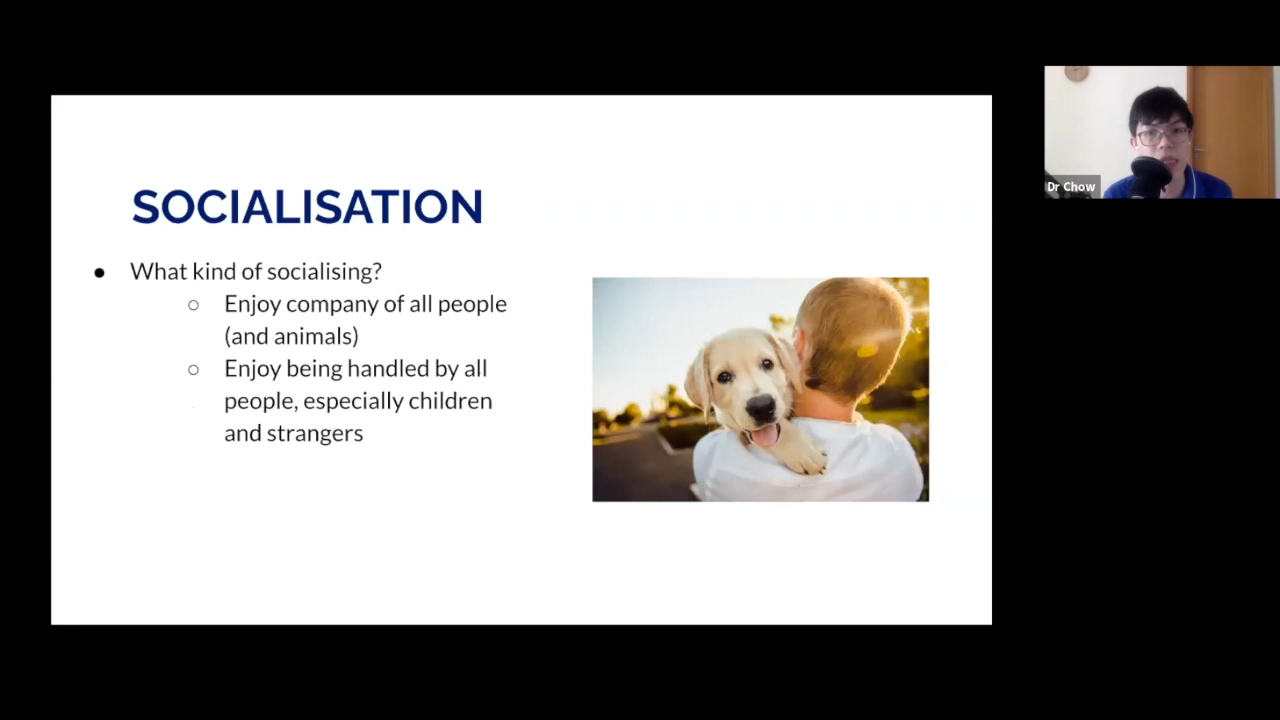 SOCIALISATION
● What kind of socialising?
○ Enjoy company of all people
(and animals)
○ Enjoy being handled by all
people, especially children
and strangers
Dr Chow